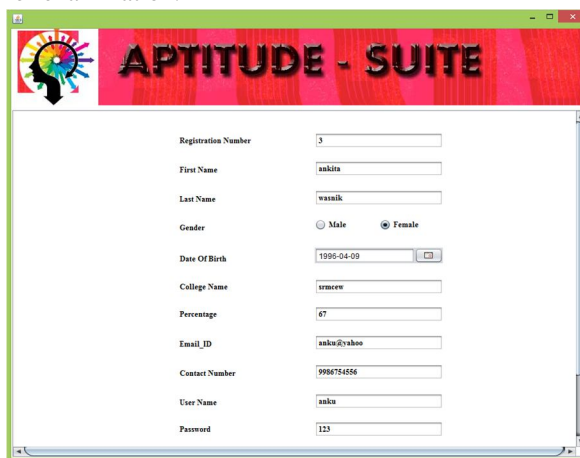 APTITUDE - SUITE
Registration Number 3
First Name ankita
Last Name wasnik
Gender Male Female
Date Of Birth 1996-04-09
College Name srmcew
Percentage 67
Email_ID anku@yahoo
Contact Number 9986754556
User Name anku
Password 123